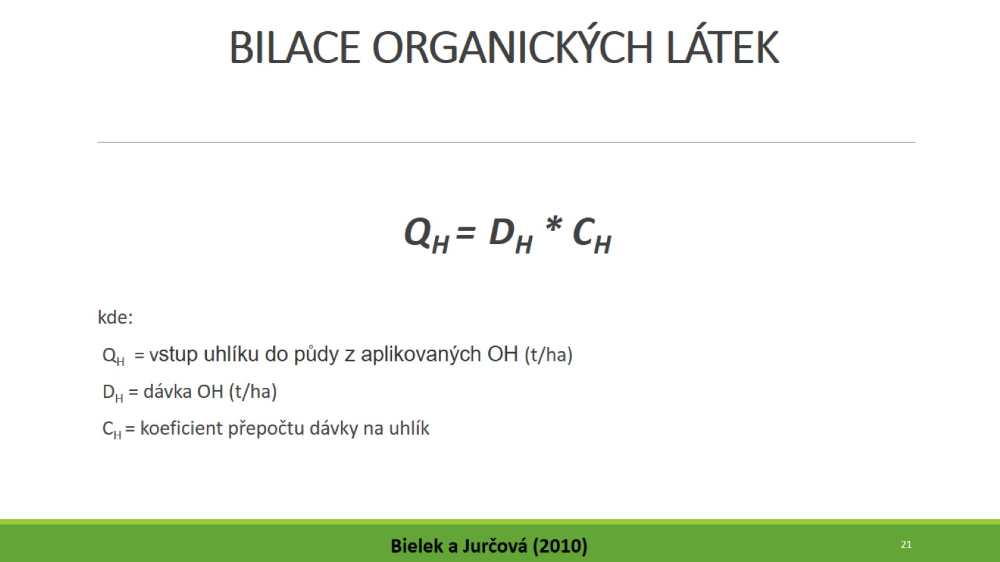 BILACE ORGANICKÝCH LÁTEK
Q_H = D_H * C_H
kde:
Q_H = vstup uhlíku do půdy z aplikovaných OH (t/ha)
D_H = dávka OH (t/ha)
C_H = koeficient přepočtu dávky na uhlík
Bielek a Jurčová (2010)
21